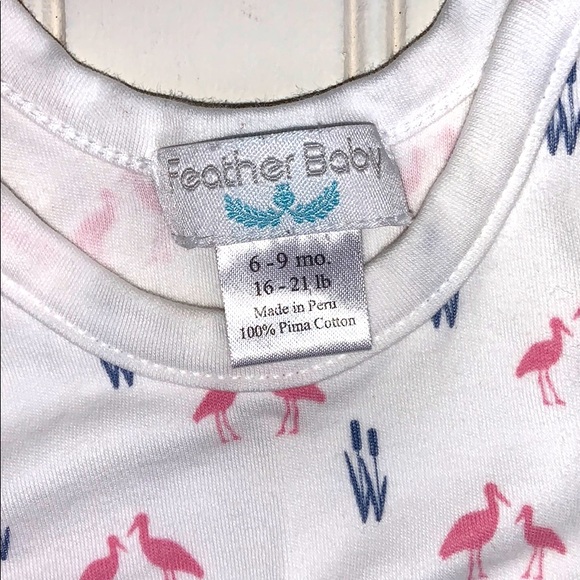 Feather Baby
6 - 9 mo.
16 - 21 lb
Made in Peru
100% Pima Cotton